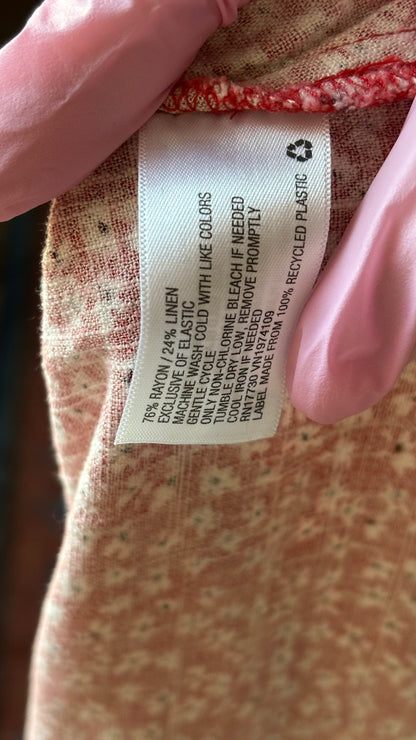 76% RAYON / 24% LINEN
EXCLUSIVE OF ELASTIC
MACHINE WASH COLD WITH LIKE COLORS
GENTLE CYCLE
ONLY NON-CHLORINE BLEACH IF NEEDED
TUMBLE DRY LOW, REMOVE PROMPTLY
COOL IRON IF NEEDED
RN17730 VN1974109
LABEL MADE FROM 100% RECYCLED PLASTIC